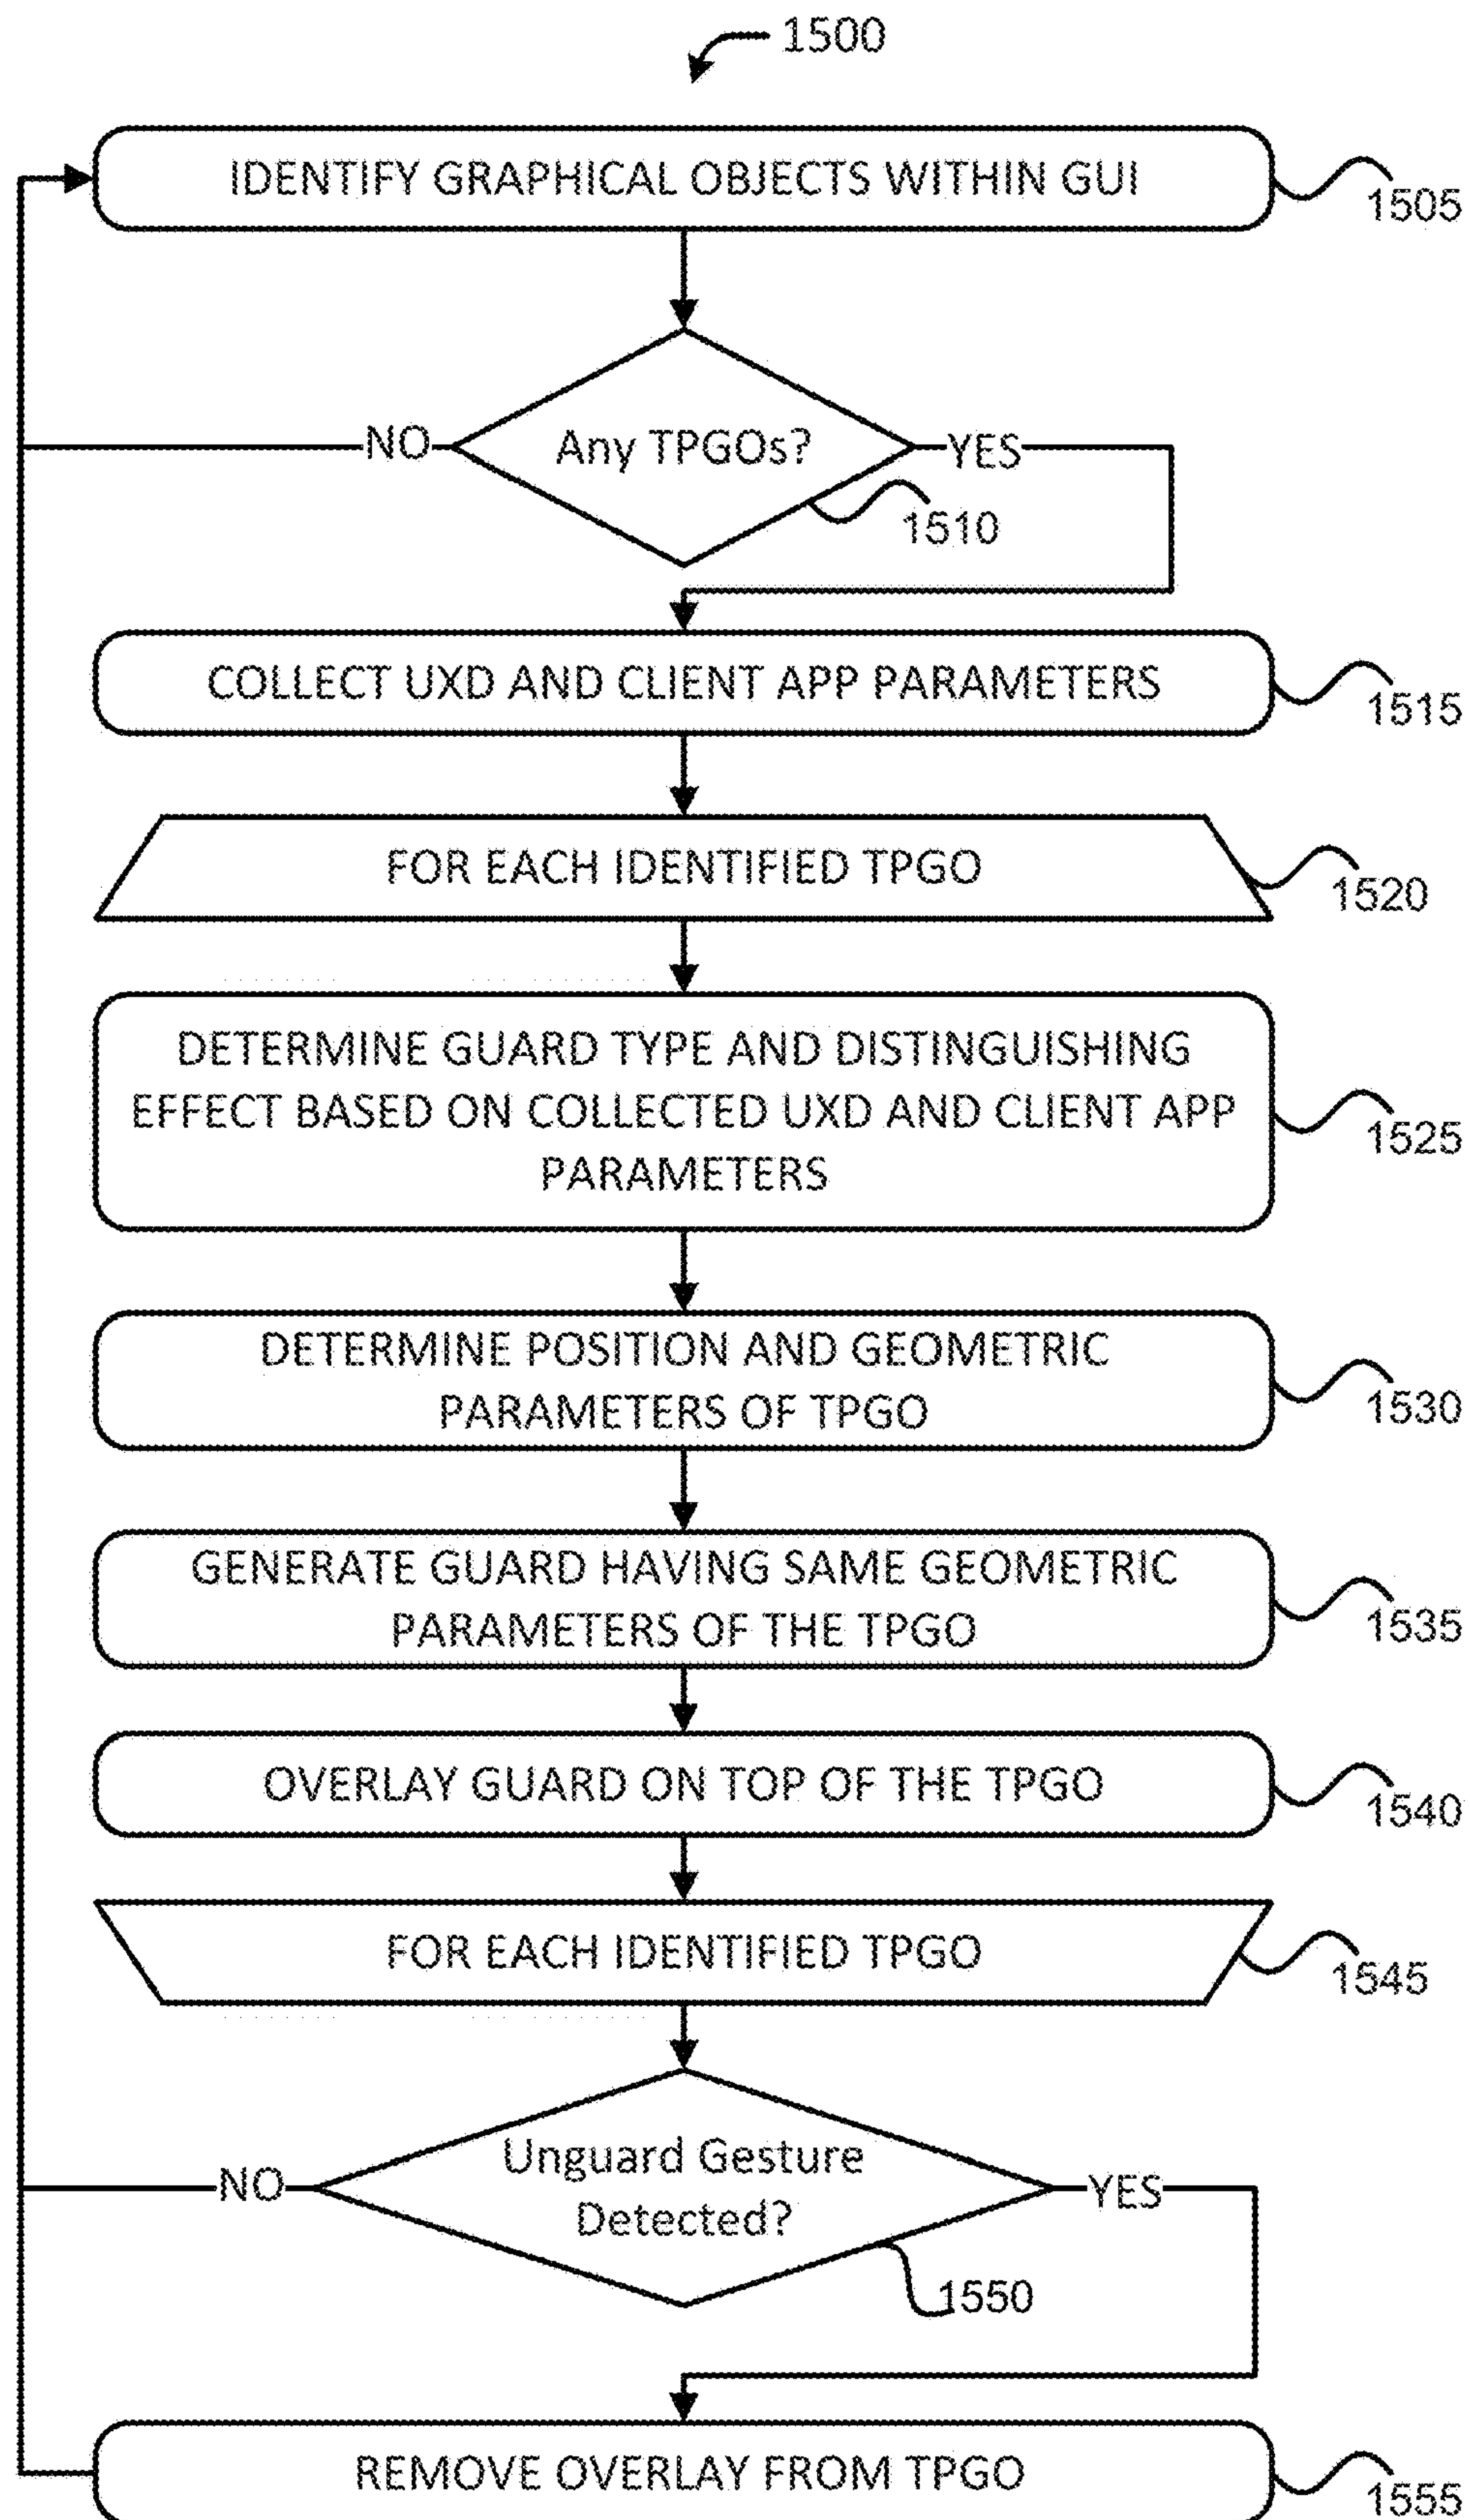 1500
IDENTIFY GRAPHICAL OBJECTS WITHIN GUI
1505
NO
Any TPGOs?
YES
1510
COLLECT UXD AND CLIENT APP PARAMETERS
1515
FOR EACH IDENTIFIED TPGO
1520
DETERMINE GUARD TYPE AND DISTINGUISHING
EFFECT BASED ON COLLECTED UXD AND CLIENT APP
PARAMETERS
1525
DETERMINE POSITION AND GEOMETRIC
PARAMETERS OF TPGO
1530
GENERATE GUARD HAVING SAME GEOMETRIC
PARAMETERS OF THE TPGO
1535
OVERLAY GUARD ON TOP OF THE TPGO
1540
FOR EACH IDENTIFIED TPGO
1545
Unguard Gesture
Detected?
NO
YES
1550
REMOVE OVERLAY FROM TPGO
1555